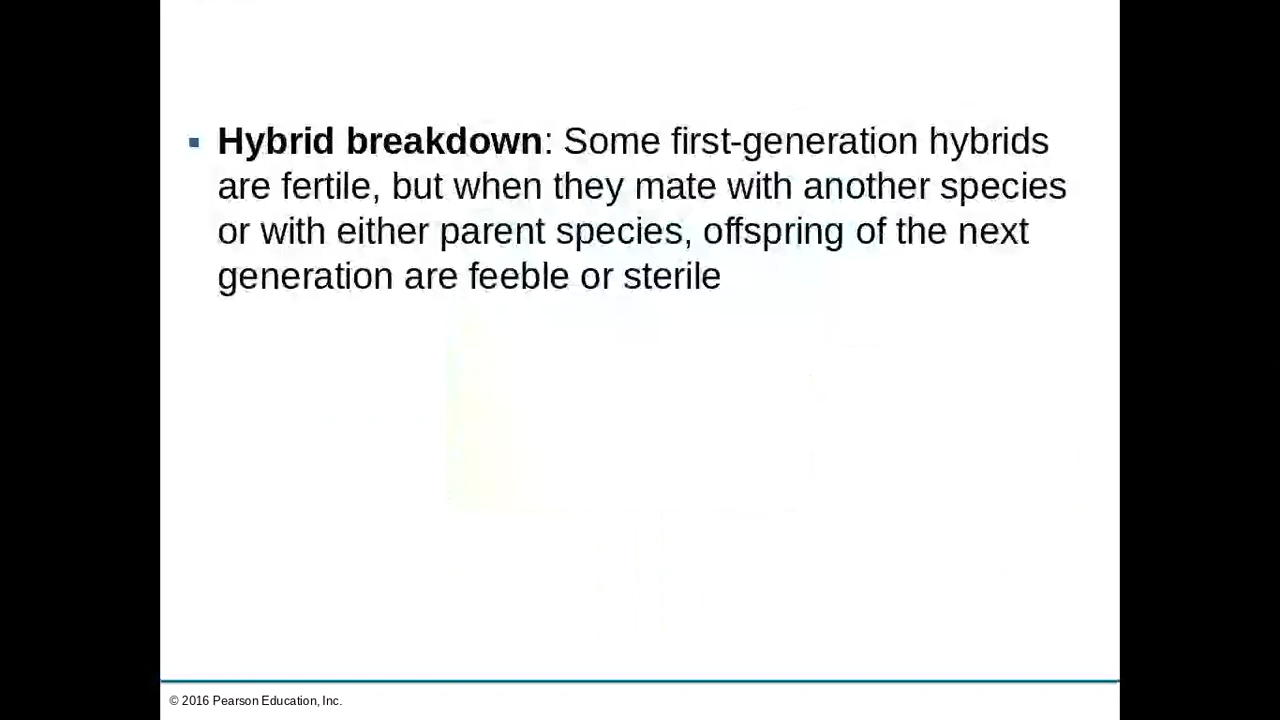 ▪ Hybrid breakdown: Some first-generation hybrids
are fertile, but when they mate with another species
or with either parent species, offspring of the next
generation are feeble or sterile
© 2016 Pearson Education, Inc.